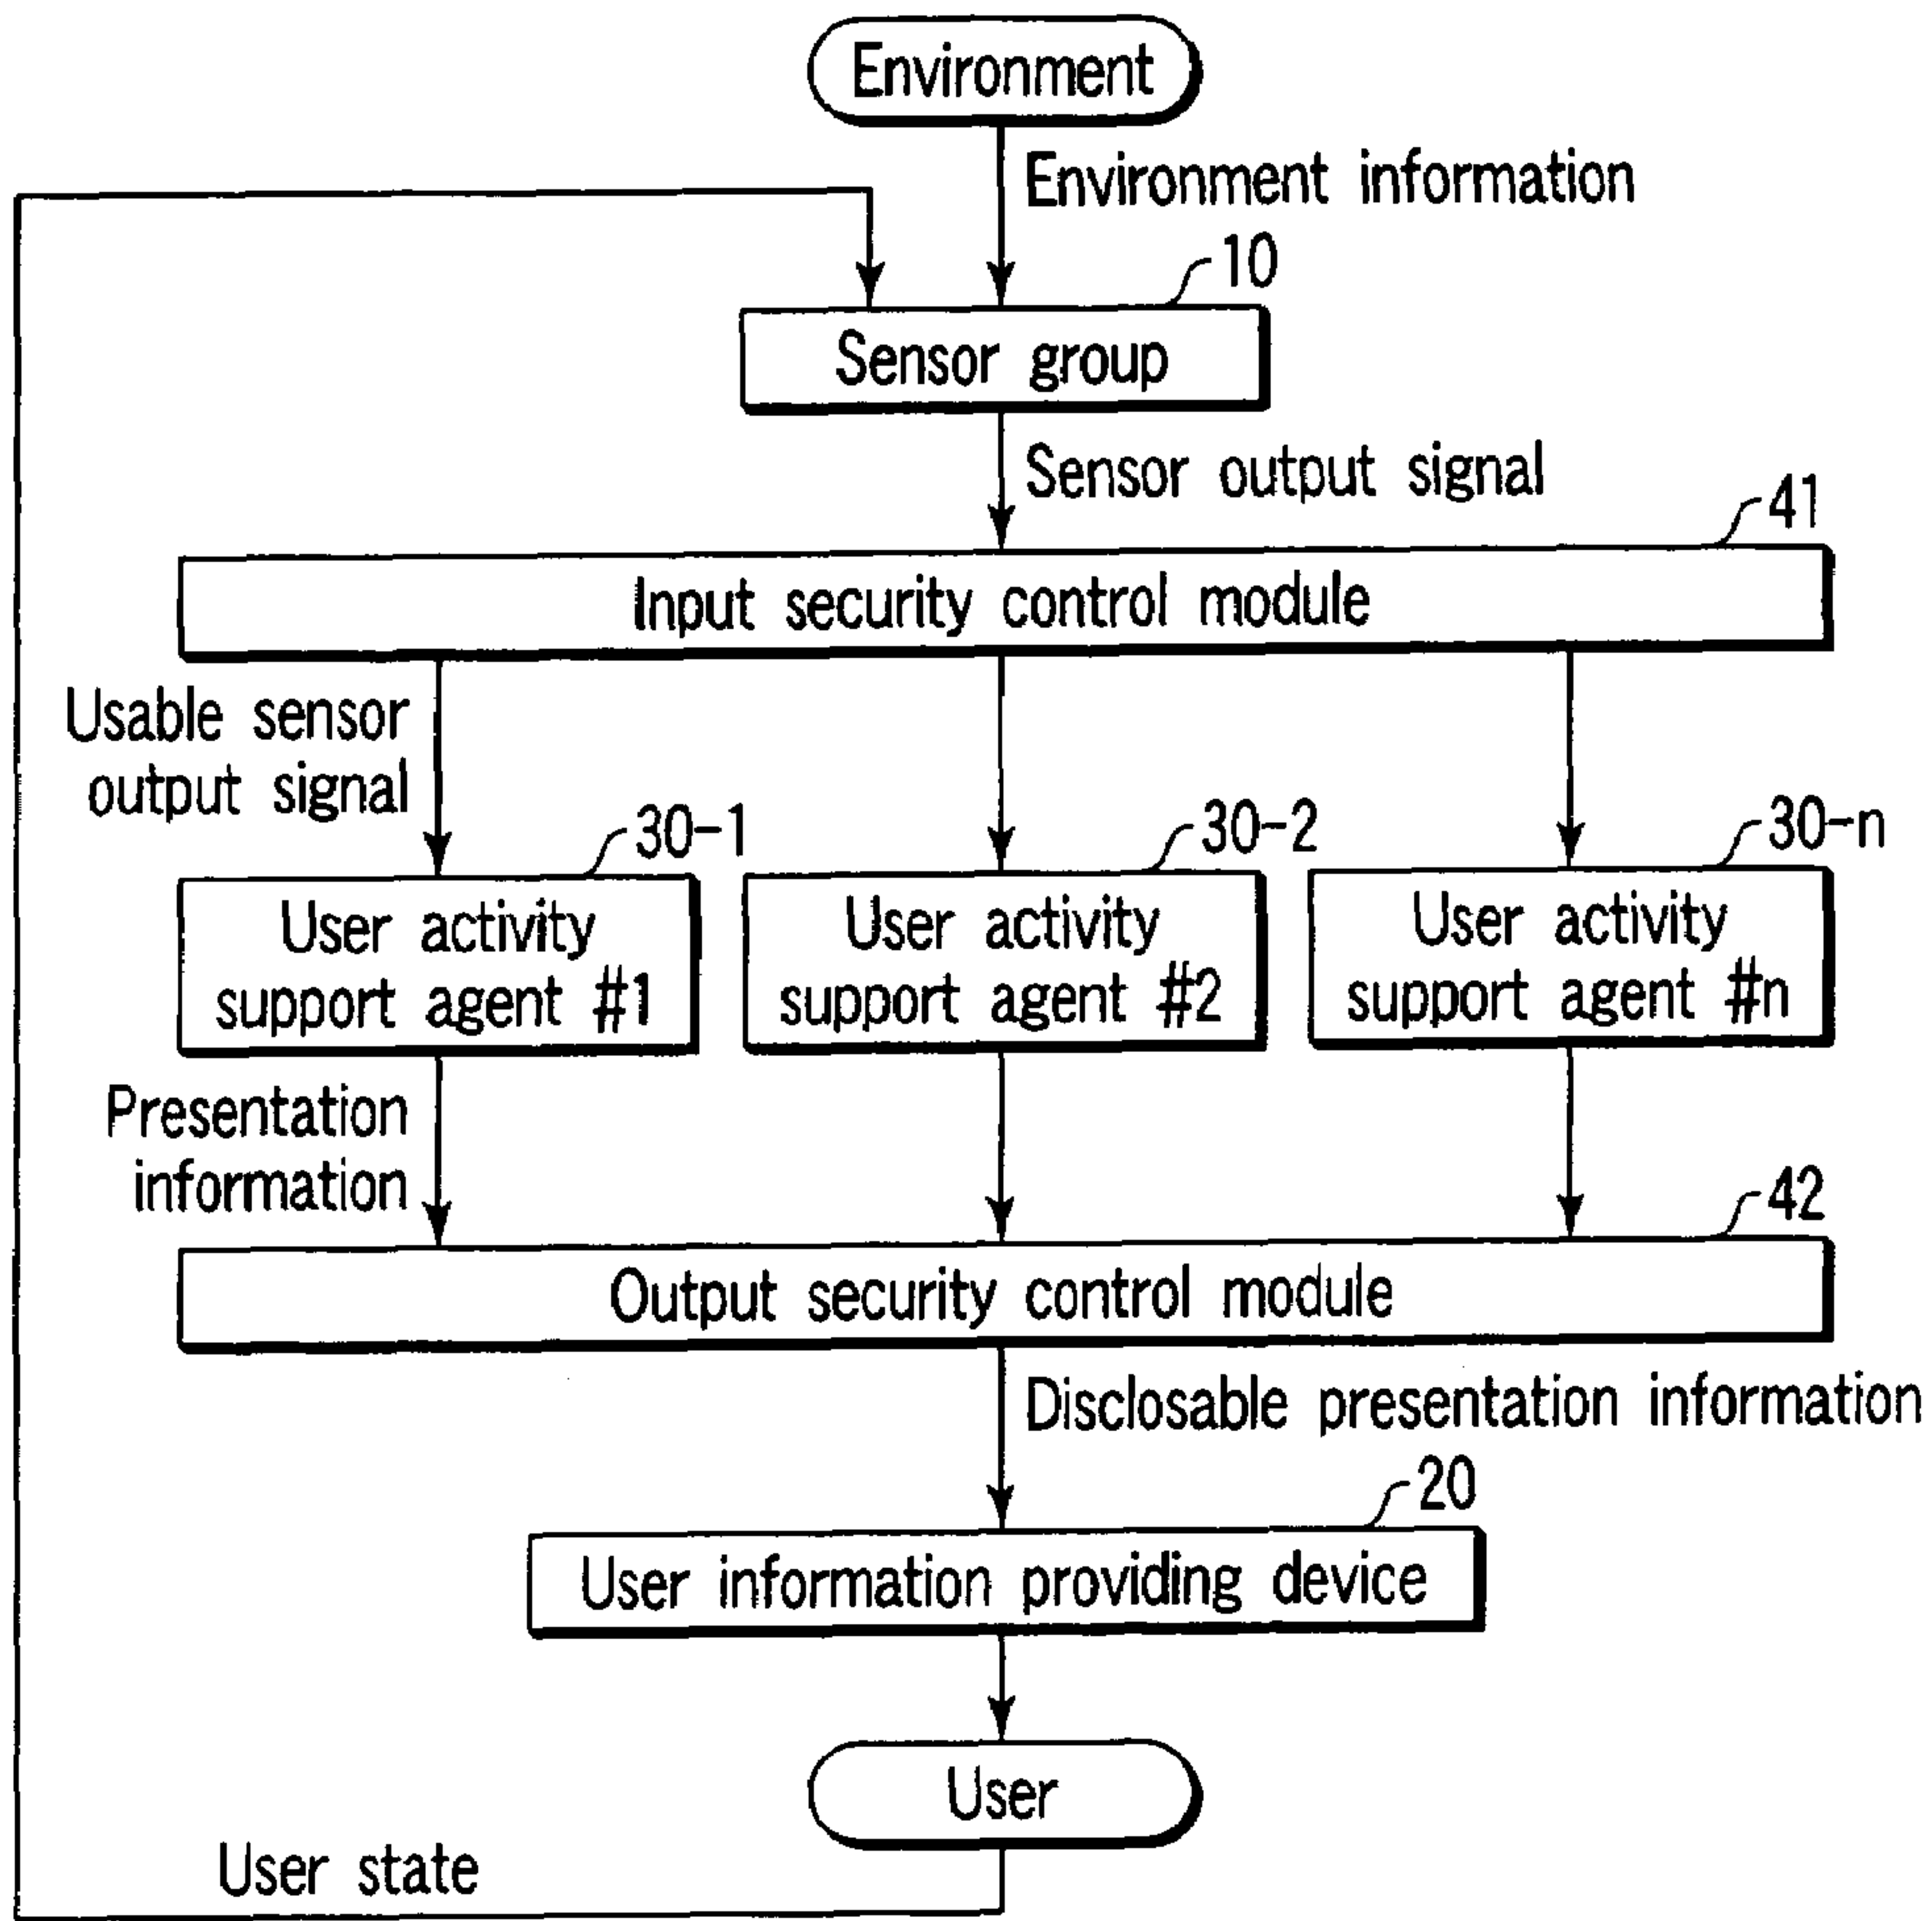 Environment
Environment information
10
Sensor group
Sensor output signal
41
Input security control module
Usable sensor
output signal
30-1
30-2
30-n
User activity
support agent #1
User activity
support agent #2
User activity
support agent #n
Presentation
information
42
Output security control module
Disclosable presentation information
20
User information providing device
User
User state